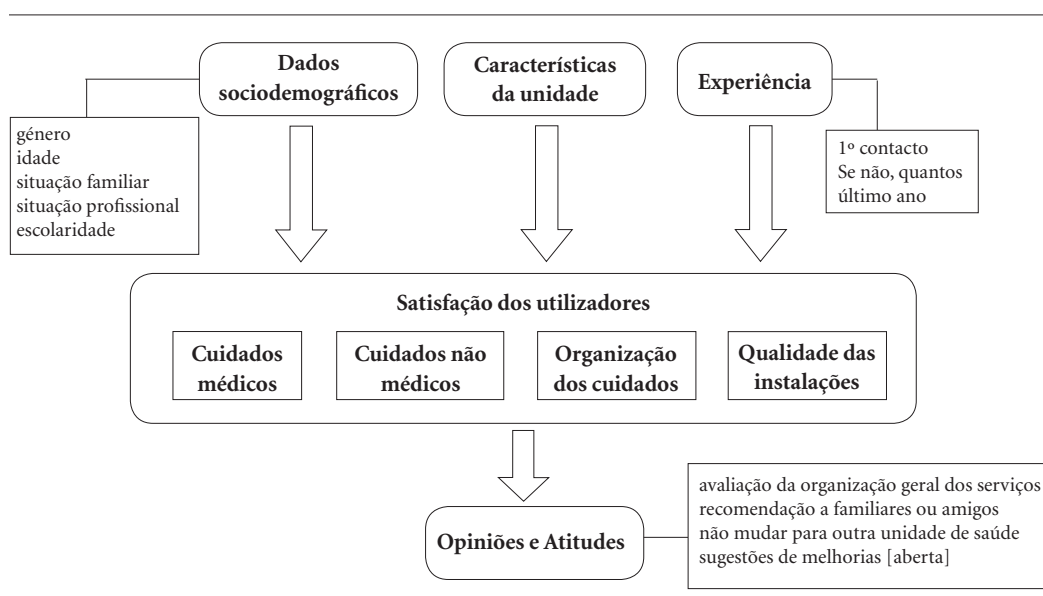 Dados
sociodemográficos
Características
da unidade
Experiência
género
idade
situação familiar
situação profissional
escolaridade
1º contacto
Se não, quantos
último ano
Satisfação dos utilizadores
Cuidados
médicos
Cuidados não
médicos
Organização
dos cuidados
Qualidade das
instalações
Opiniões e Atitudes
avaliação da organização geral dos serviços
recomendação a familiares ou amigos
não mudar para outra unidade de saúde
sugestões de melhorias [aberta]